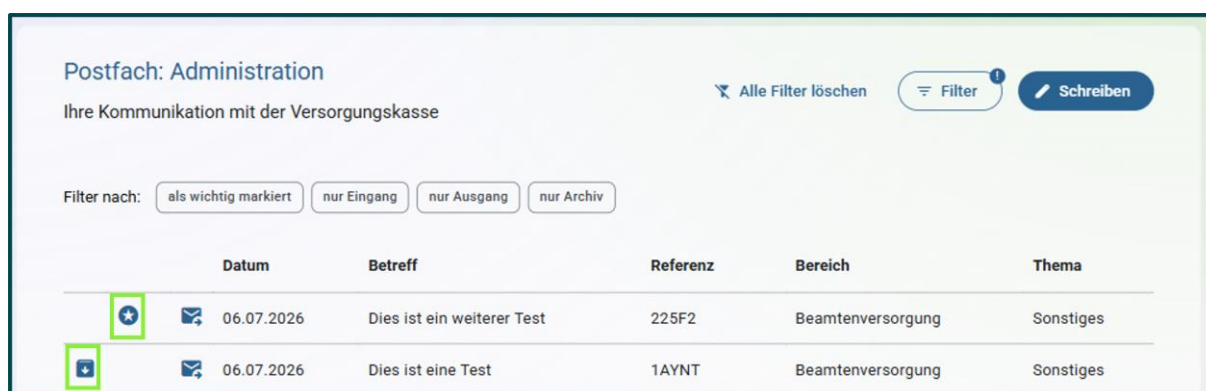 Postfach: Administration
Ihre Kommunikation mit der Versorgungskasse
Alle Filter löschen
Filter
!
Schreiben
Filter nach: als wichtig markiert nur Eingang nur Ausgang nur Archiv
Datum Betreff Referenz Bereich Thema
06.07.2026 Dies ist ein weiterer Test 225F2 Beamtenversorgung Sonstiges
06.07.2026 Dies ist eine Test 1AYNT Beamtenversorgung Sonstiges